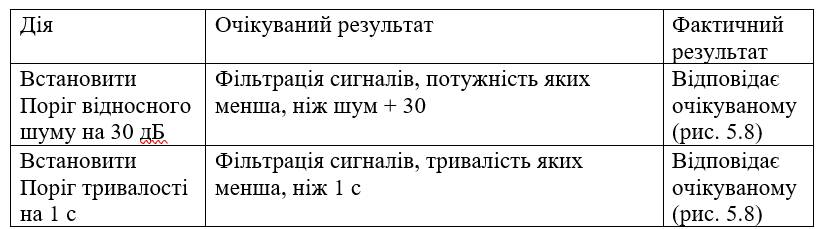 Дія
Очікуваний результат
Фактичний
результат
Встановити
Поріг відносного
шуму на 30 дБ
Фільтрація сигналів, потужність яких
менша, ніж шум + 30
Відповідає
очікуваному
(рис. 5.8)
Встановити
Поріг тривалості
на 1 с
Фільтрація сигналів, тривалість яких
менша, ніж 1 с
Відповідає
очікуваному
(рис. 5.8)